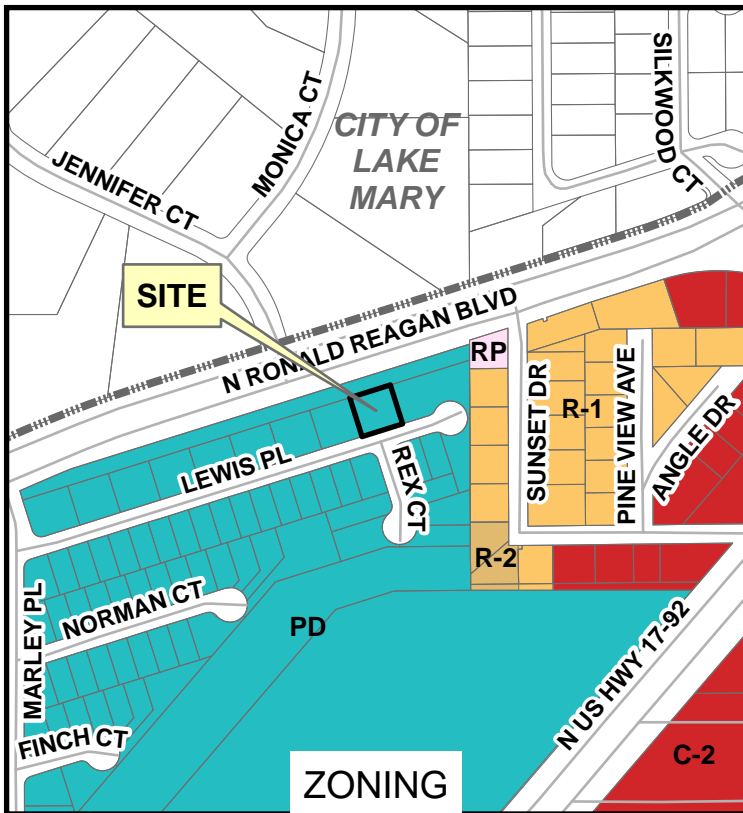 SILKWOOD CT
MONICA CT
CITY OF
LAKE
MARY
JENNIFER CT
SITE
N RONALD REAGAN BLVD
RP
R-1
SUNSET DR
PINE VIEW AVE
ANGLE DR
LEWIS PL
REX CT
R-2
NORMAN CT
MARLEY PL
PD
N US HWY 17-92
FINCH CT
C-2
ZONING